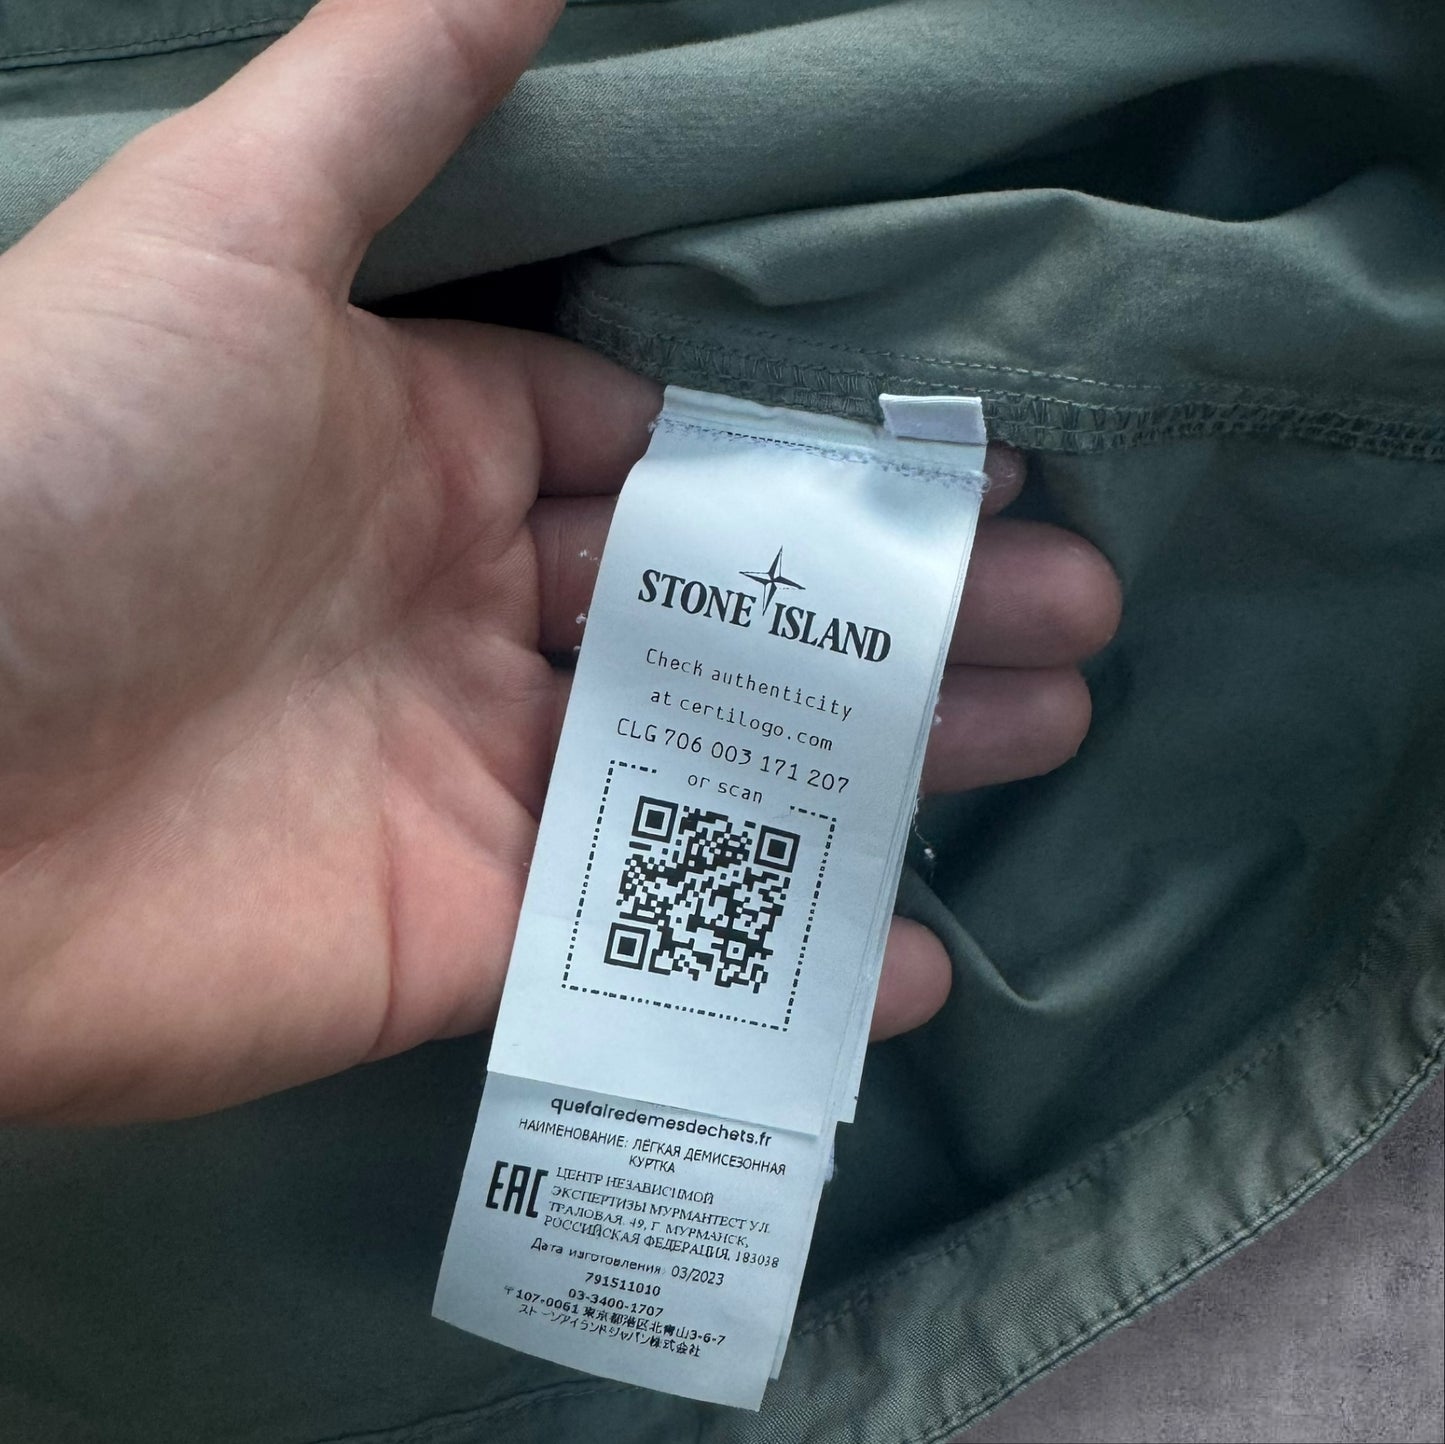 STONE ISLAND
Check authenticity
at certilogo.com
CLG 706 003 171 207
or scan
quefairedemesdechets.fr
НАИМЕНОВАНИЕ: ЛЁГКАЯ ДЕМИСЕЗОННАЯ
КУРТКА
EAC
ЦЕНТР НЕЗАВИСИМОЙ
ЭКСПЕРТИЗЫ МУРМАНТЕСТ УЛ.
ТРАЛОВАЯ, 49, Г. МУРМАНСК,
РОССИЙСКАЯ ФЕДЕРАЦИЯ, 183038
Дата изготовления: 03/2023
791511010
03-3400-1707
〒107-0061 東京都港区北青山3-6-7
ストーンアイランドジャパン株式会社